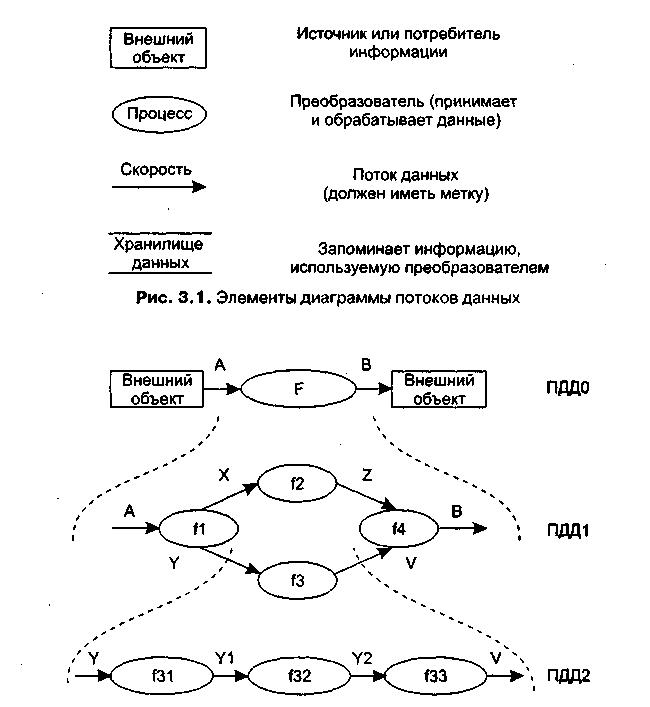 Внешний
объект
Источник или потребитель
информации
Процесс
Преобразователь (принимает
и обрабатывает данные)
Скорость
Поток данных
(должен иметь метку)
Хранилище
данных
Запоминает информацию,
используемую преобразователем
Рис. 3.1. Элементы диаграммы потоков данных
Внешний
объект
A
F
B
Внешний
объект
ПДД0
A
f1
X
Y
f2
f3
Z
V
f4
B
ПДД1
Y
f31
Y1
f32
Y2
f33
V
ПДД2